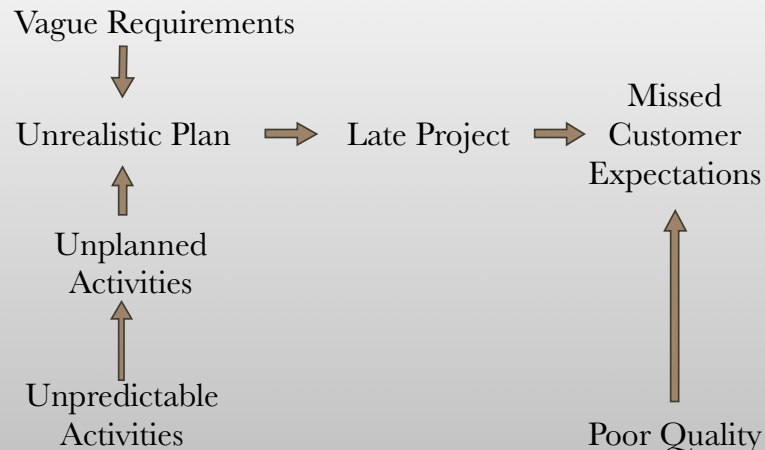 Vague Requirements
Unrealistic Plan
Late Project
Missed
Customer
Expectations
Unplanned
Activities
Unpredictable
Activities
Poor Quality